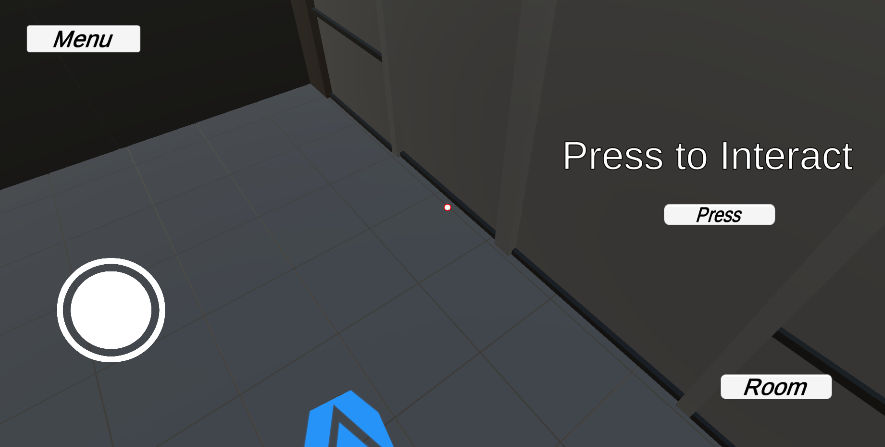 Menu
Press to Interact
Press
Room